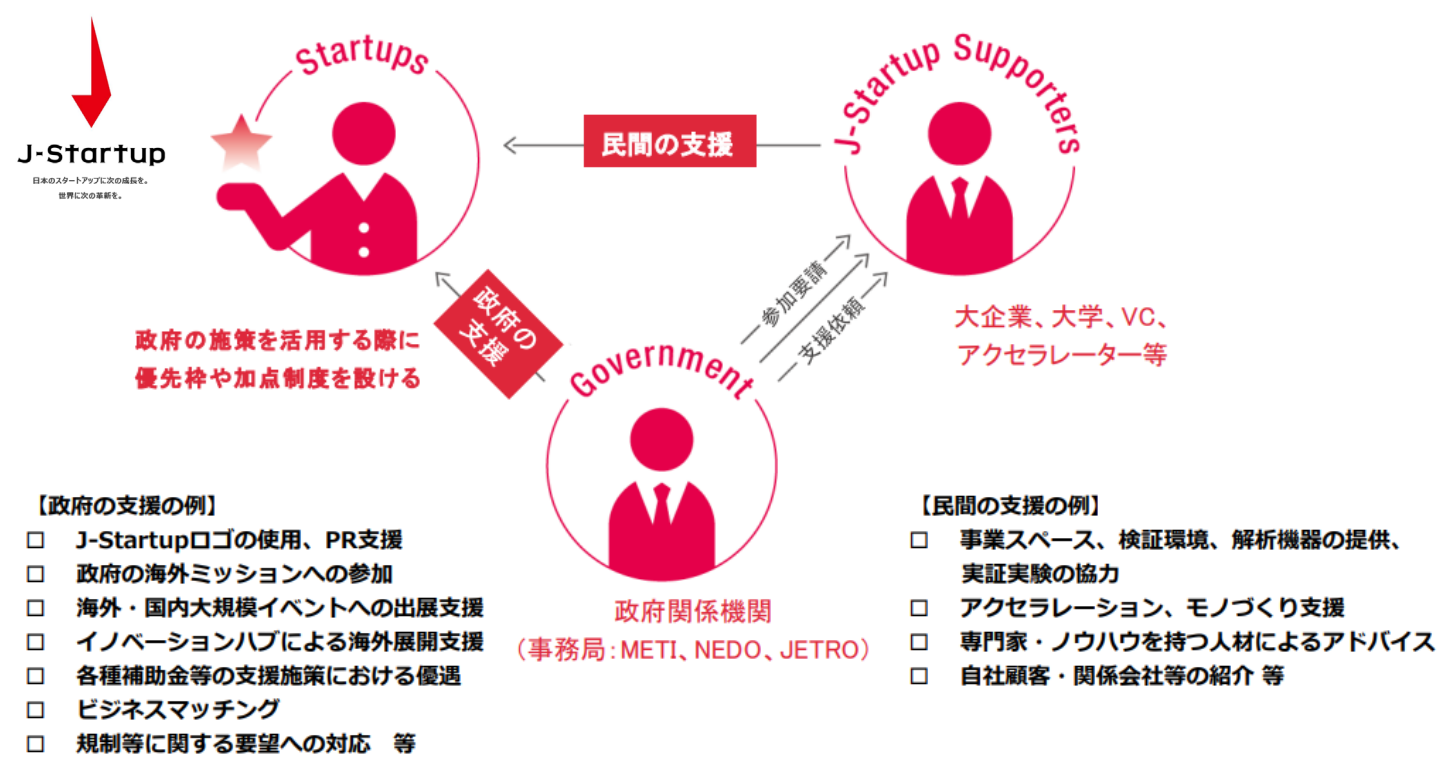 J-Startup
日本のスタートアップに次の成長を。
世界に次の革新を。
Startups
民間の支援
J-Startup Supporters
参加要請
支援依頼
大企業、大学、VC、
アクセラレーター等
政府の
支援
政府の施策を活用する際に
優先枠や加点制度を設ける
Government
政府関係機関
（事務局：METI、NEDO、JETRO）
【政府の支援の例】
□ J-Startupロゴの使用、PR支援
□ 政府の海外ミッションへの参加
□ 海外・国内大規模イベントへの出展支援
□ イノベーションハブによる海外展開支援
□ 各種補助金等の支援施策における優遇
□ ビジネスマッチング
□ 規制等に関する要望への対応　等
【民間の支援の例】
□ 事業スペース、検証環境、解析機器の提供、
実証実験の協力
□ アクセラレーション、モノづくり支援
□ 専門家・ノウハウを持つ人材によるアドバイス
□ 自社顧客・関係会社等の紹介 等